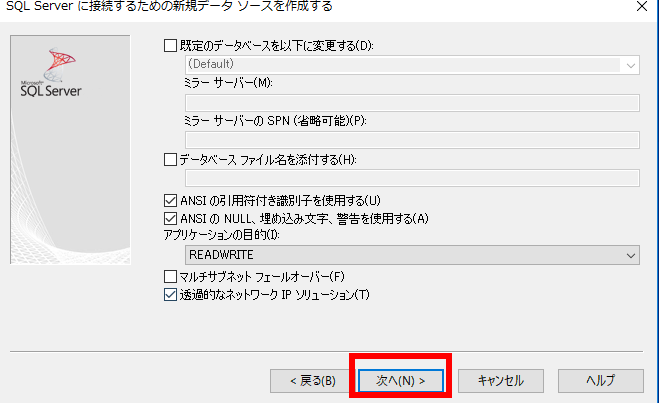 SQL Server に接続するための新規データ ソースを作成する
Microsoft
SQL Server
既定のデータベースを以下に変更する(D):
(Default)
ミラー サーバー(M):
ミラー サーバーの SPN (省略可能)(P):
データベース ファイル名を添付する(H):
ANSI の引用符付き識別子を使用する(U)
ANSI の NULL、埋め込み文字、警告を使用する(A)
アプリケーションの目的(I):
READWRITE
マルチサブネット フェールオーバー(F)
透過的なネットワーク IP ソリューション(T)
< 戻る(B)
次へ(N) >
キャンセル
ヘルプ